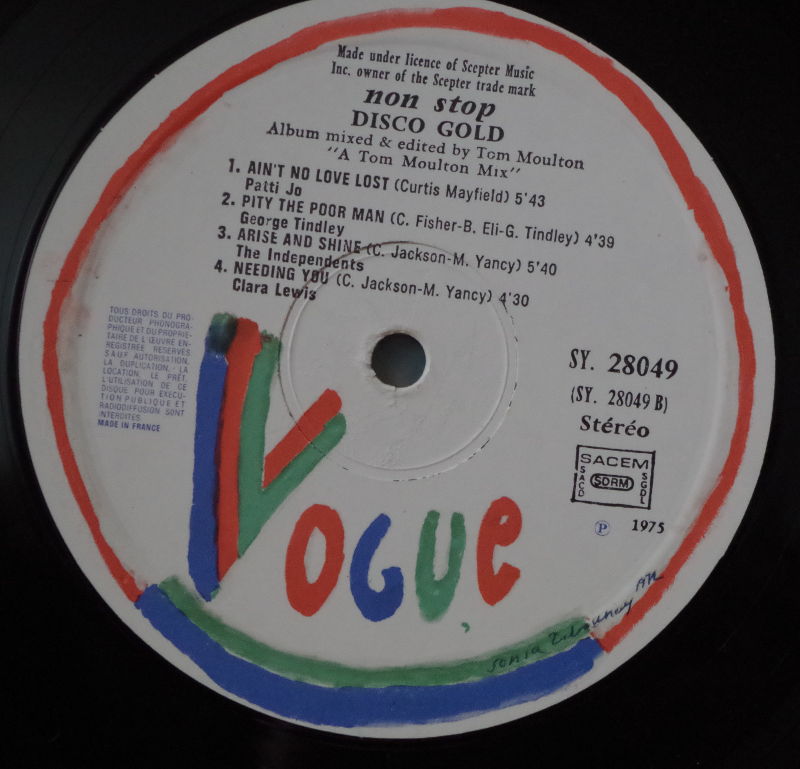 Made under licence of Scepter Music
Inc. owner of the Scepter trade mark
non stop
DISCO GOLD
Album mixed & edited by Tom Moulton
"A Tom Moulton Mix"
1. AIN'T NO LOVE LOST (Curtis Mayfield) 5'43
Patti Jo
2. PITY THE POOR MAN (C. Fisher-B. Eli-G. Tindley) 4'39
George Tindley
3. ARISE AND SHINE (C. Jackson-M. Yancy) 5'40
The Independents
4. NEEDING YOU (C. Jackson-M. Yancy) 4'30
Clara Lewis
TOUS DROITS DU PRO-
DUCTEUR PHONOGRA-
PHIQUE ET DU PROPRIE-
TAIRE DE L'ŒUVRE EN-
REGISTREE RESERVES
SAUF AUTORISATION,
LA DUPLICATION, LA
LOCATION, LE PRÊT,
L'UTILISATION DE CE
DISQUE POUR EXECU-
TION PUBLIQUE ET
RADIODIFFUSION SONT
INTERDITES
MADE IN FRANCE
SY. 28049
(SY. 28049 B)
Stéréo
SACEM
SACD
SDRM
SGDL
℗ 1975
VOGUE
sonia